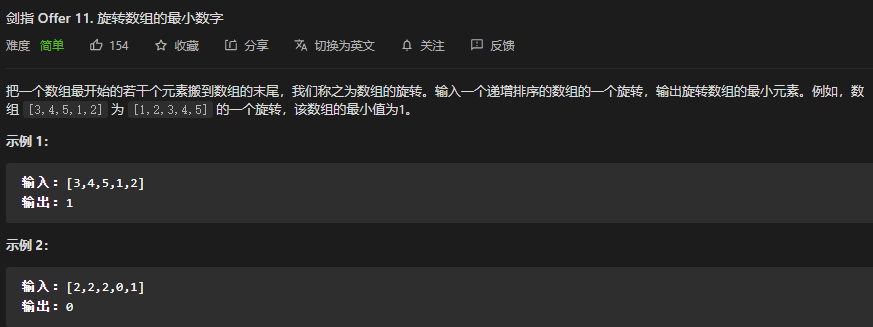 剑指 Offer 11. 旋转数组的最小数字
难度 简单 154 收藏 分享 切换为英文 关注 反馈
把一个数组最开始的若干个元素搬到数组的末尾，我们称之为数组的旋转。输入一个递增排序的数组的一个旋转，输出旋转数组的最小元素。例如，数
组 [3,4,5,1,2] 为 [1,2,3,4,5] 的一个旋转，该数组的最小值为1。
示例 1：
输入：[3,4,5,1,2]
输出：1
示例 2：
输入：[2,2,2,0,1]
输出：0